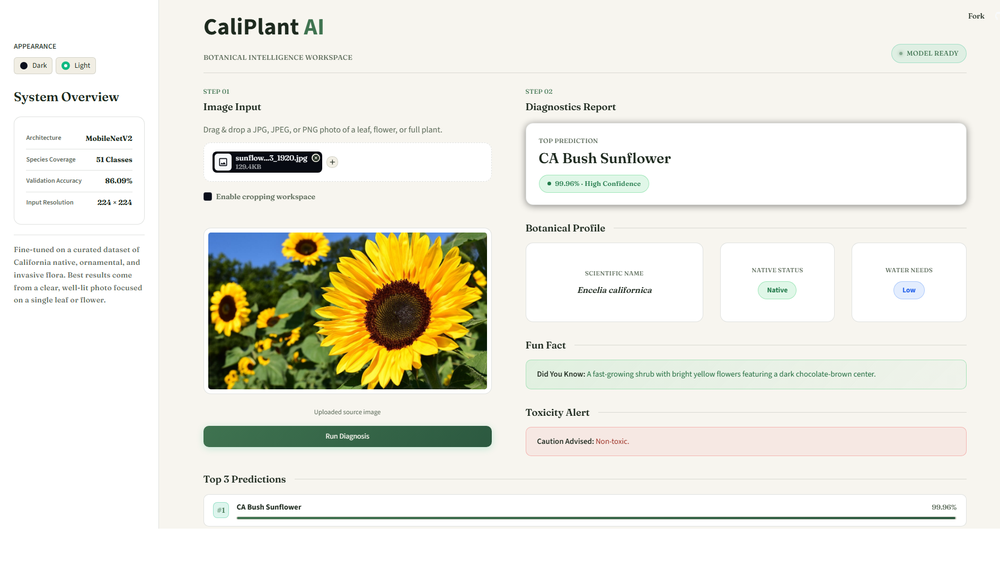 Fork
APPEARANCE
Dark
Light
System Overview
Architecture MobileNetV2
Species Coverage 51 Classes
Validation Accuracy 86.09%
Input Resolution 224 × 224
Fine-tuned on a curated dataset of
California native, ornamental, and
invasive flora. Best results come
from a clear, well-lit photo focused
on a single leaf or flower.
CaliPlant AI
BOTANICAL INTELLIGENCE WORKSPACE
MODEL READY
STEP 01
Image Input
Drag & drop a JPG, JPEG, or PNG photo of a leaf, flower, or full plant.
sunflow...3_1920.jpg
129.4KB
Enable cropping workspace
Uploaded source image
Run Diagnosis
STEP 02
Diagnostics Report
TOP PREDICTION
CA Bush Sunflower
99.96% · High Confidence
Botanical Profile
SCIENTIFIC NAME
Encelia californica
NATIVE STATUS
Native
WATER NEEDS
Low
Fun Fact
Did You Know: A fast-growing shrub with bright yellow flowers featuring a dark chocolate-brown center.
Toxicity Alert
Caution Advised: Non-toxic.
Top 3 Predictions
#1 CA Bush Sunflower 99.96%